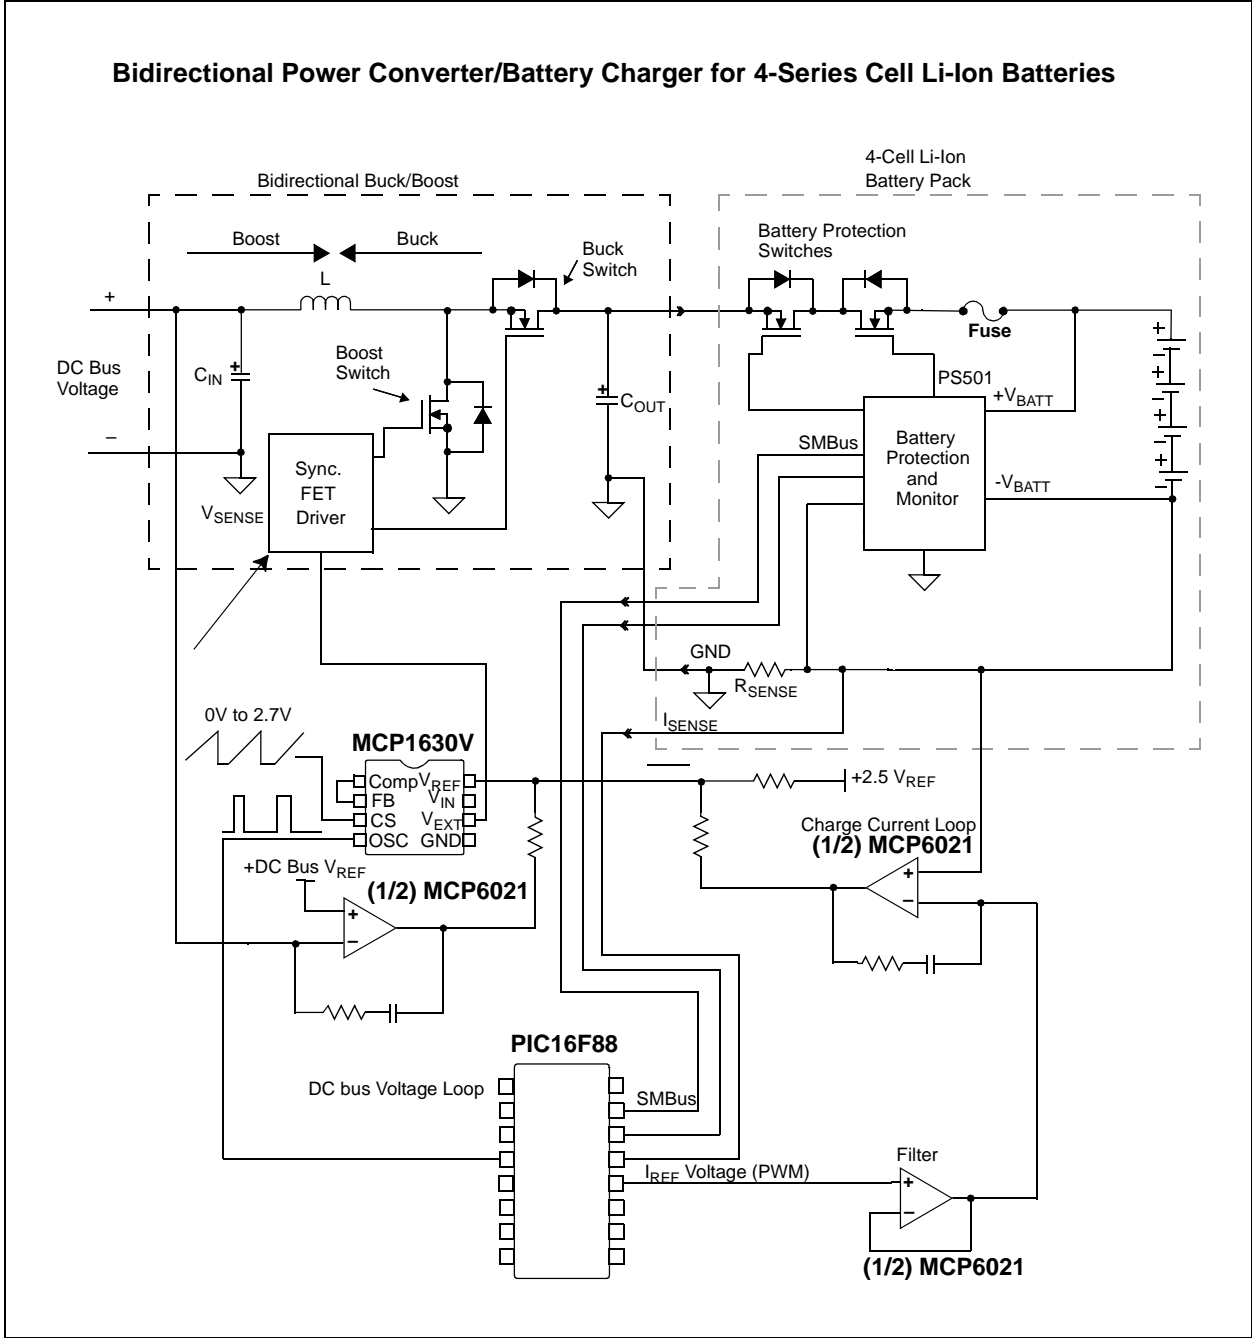 Bidirectional Power Converter/Battery Charger for 4-Series Cell Li-Ion Batteries
4-Cell Li-Ion
Battery Pack
Bidirectional Buck/Boost
Boost
Buck
L
Buck
Switch
Battery Protection
Switches
+
Fuse
Boost
Switch
DC Bus
Voltage
CIN
+
+
COUT
PS501
+VBATT
–
SMBus
Battery
Protection
and
Monitor
-VBATT
+
–
+
–
+
–
+
–
Sync.
FET
Driver
VSENSE
GND
RSENSE
ISENSE
0V to 2.7V
MCP1630V
Comp
VREF
FB
VIN
CS
VEXT
OSC
GND
+2.5 VREF
Charge Current Loop
(1/2) MCP6021
+
–
+DC Bus VREF
(1/2) MCP6021
+
–
PIC16F88
DC bus Voltage Loop
SMBus
IREF Voltage (PWM)
Filter
+
–
(1/2) MCP6021